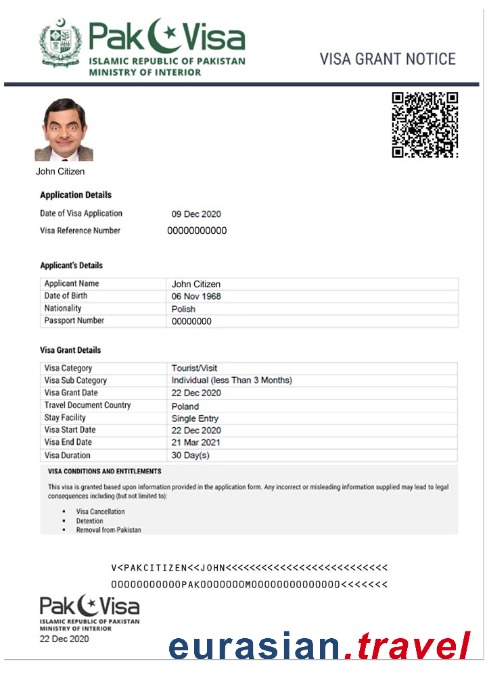 Pak Visa
ISLAMIC REPUBLIC OF PAKISTAN
MINISTRY OF INTERIOR
VISA GRANT NOTICE
John Citizen
Application Details
Date of Visa Application 09 Dec 2020
Visa Reference Number 00000000000
Applicant's Details
Applicant Name John Citizen
Date of Birth 06 Nov 1968
Nationality Polish
Passport Number 00000000
Visa Grant Details
Visa Category Tourist/Visit
Visa Sub Category Individual (less Than 3 Months)
Visa Grant Date 22 Dec 2020
Travel Document Country Poland
Stay Facility Single Entry
Visa Start Date 22 Dec 2020
Visa End Date 21 Mar 2021
Visa Duration 30 Day(s)
VISA CONDITIONS AND ENTITLEMENTS
This visa is granted based upon information provided in the application form. Any incorrect or misleading information supplied may lead to legal
consequences including (but not limited to):
• Visa Cancellation
• Detention
• Removal from Pakistan
V<PAKCITIZEN<<JOHN<<<<<<<<<<<<<<<<<<<<<<<<<<
00000000000PAK0000000M00000000000000<<<<<<<
Pak Visa
ISLAMIC REPUBLIC OF PAKISTAN
MINISTRY OF INTERIOR
22 Dec 2020
eurasian.travel